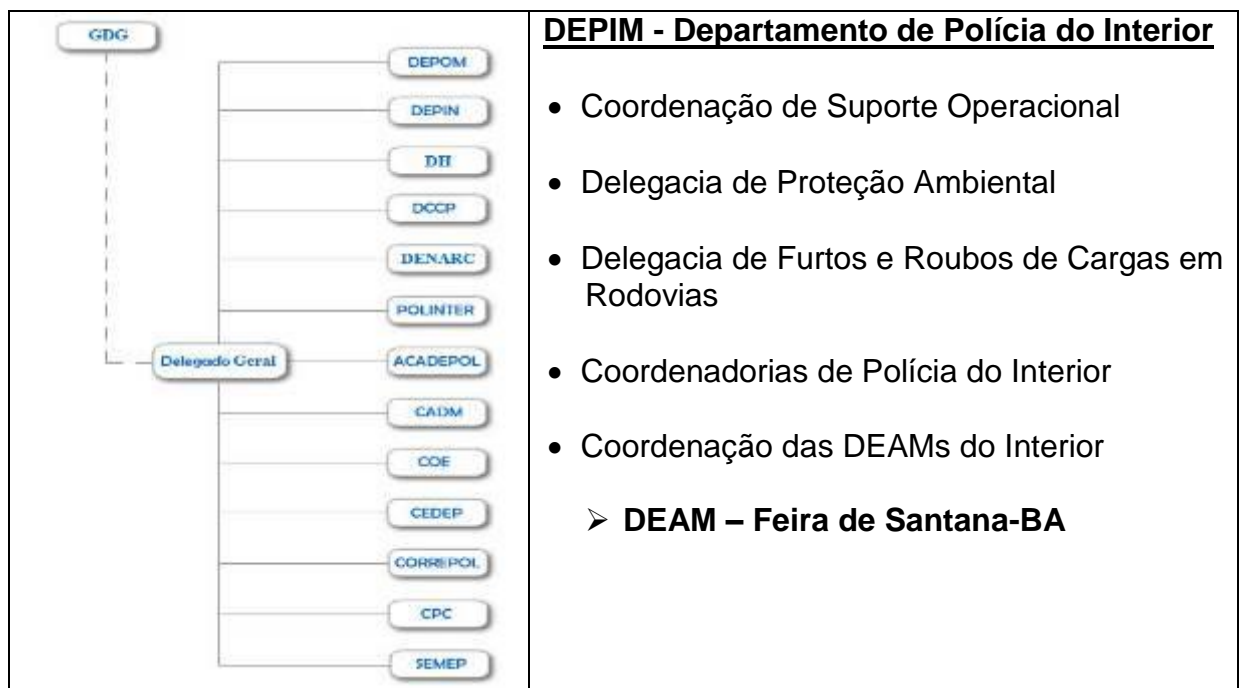 GDG
DEPOM
DEPIN
DH
DCCP
DENARC
POLINTER
Delegado Geral
ACADEPOL
CADM
COE
CEDEP
CORREPOL
CPC
SEMEP
DEPIM - Departamento de Polícia do Interior
• Coordenação de Suporte Operacional
• Delegacia de Proteção Ambiental
• Delegacia de Furtos e Roubos de Cargas em
Rodovias
• Coordenadorias de Polícia do Interior
• Coordenação das DEAMs do Interior
➢ DEAM – Feira de Santana-BA